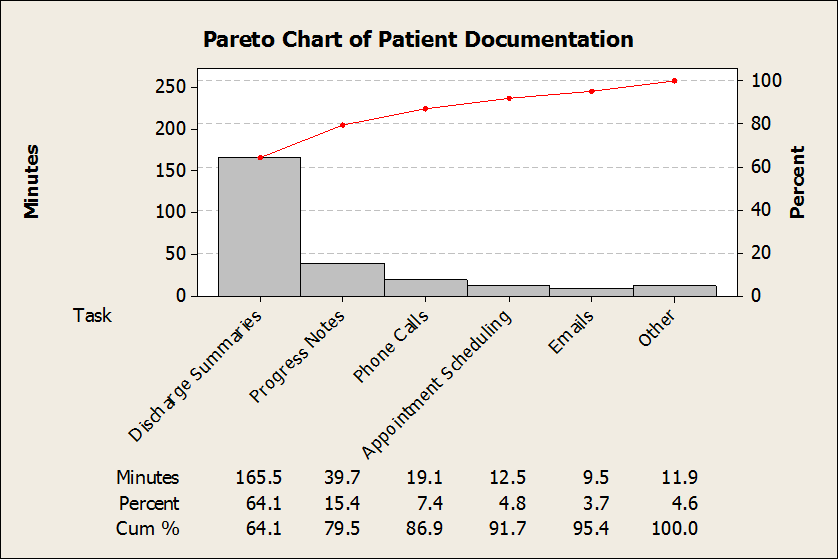 Pareto Chart of Patient Documentation
250
200
150
100
50
0
Minutes
100
80
60
40
20
0
Percent
Task
Discharge Summaries
Progress Notes
Phone Calls
Appointment Scheduling
Emails
Other
Minutes 165.5 39.7 19.1 12.5 9.5 11.9
Percent 64.1 15.4 7.4 4.8 3.7 4.6
Cum % 64.1 79.5 86.9 91.7 95.4 100.0